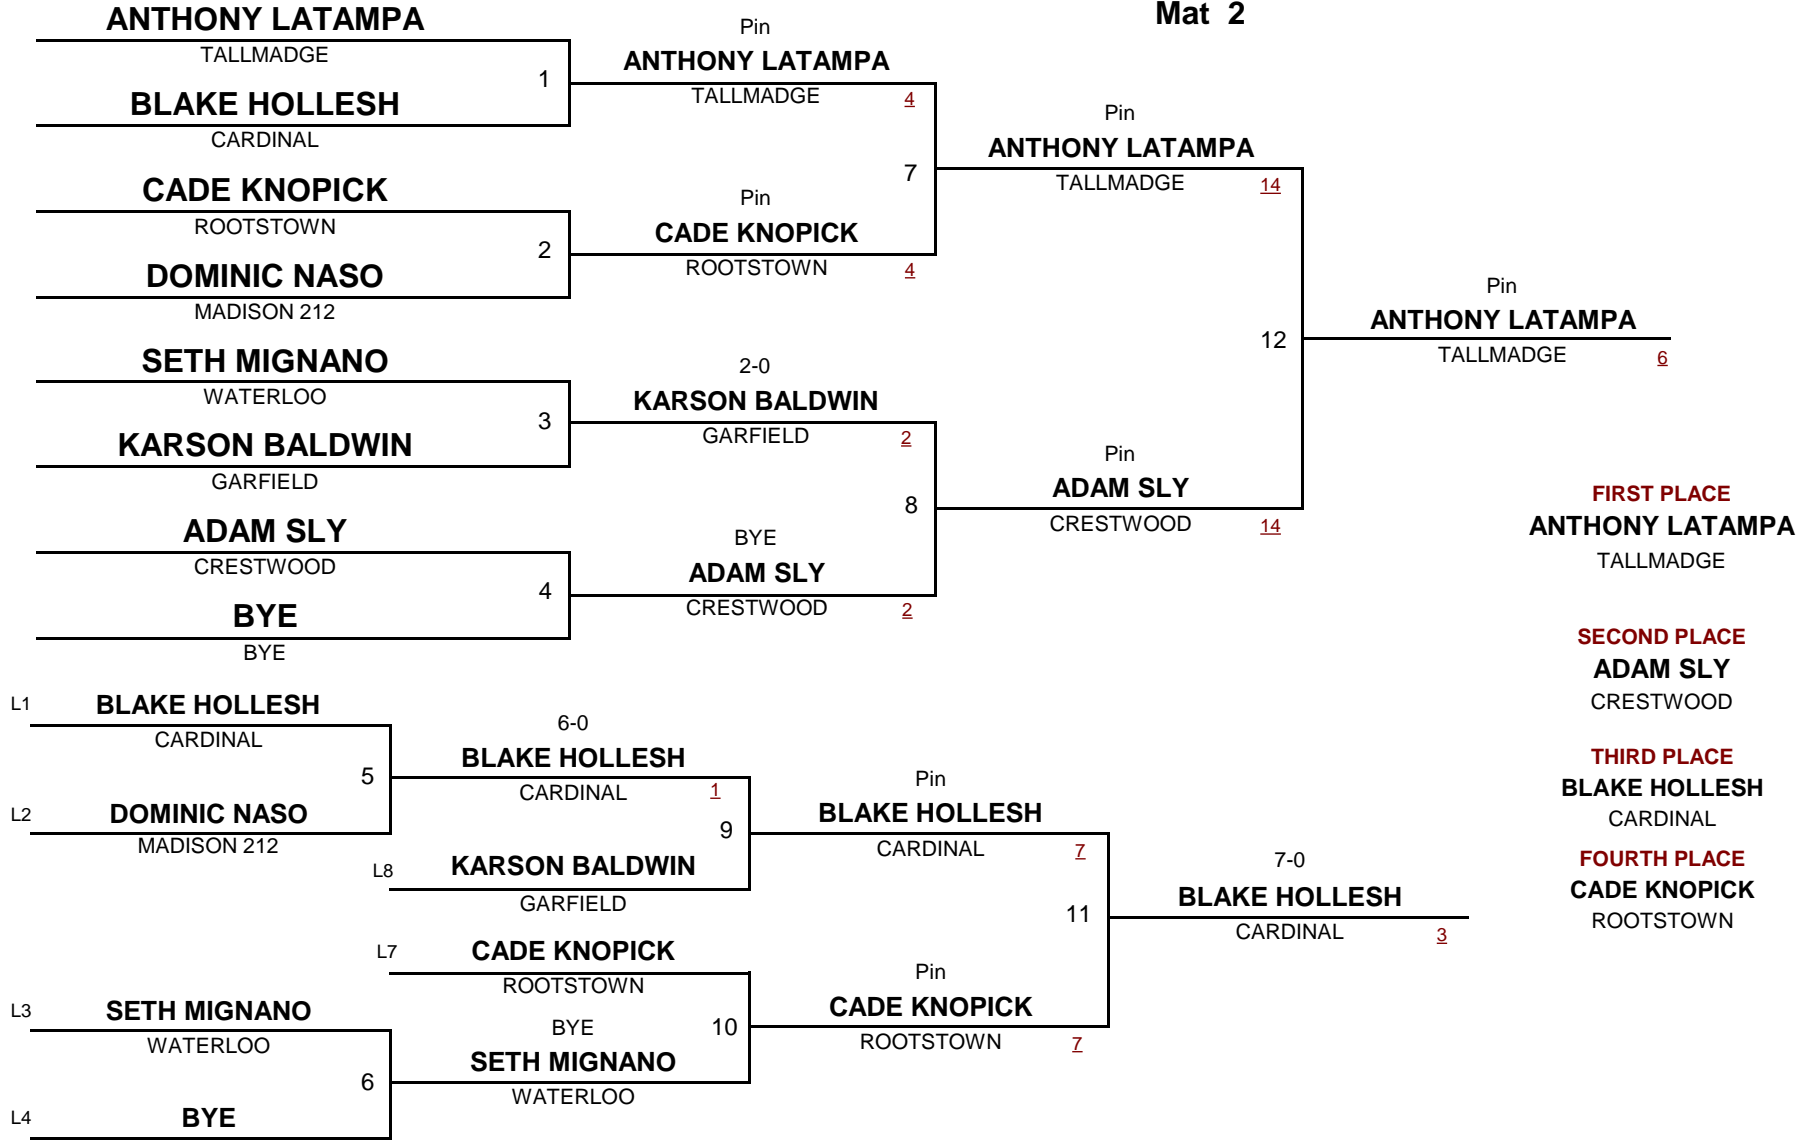 Mat 2
ANTHONY LATAMPA
TALLMADGE
1
BLAKE HOLLESH
CARDINAL
CADE KNOPICK
ROOTSTOWN
2
DOMINIC NASO
MADISON 212
SETH MIGNANO
WATERLOO
3
KARSON BALDWIN
GARFIELD
ADAM SLY
CRESTWOOD
4
BYE
BYE
Pin
ANTHONY LATAMPA
TALLMADGE 4
7
Pin
CADE KNOPICK
ROOTSTOWN 4
2-0
KARSON BALDWIN
GARFIELD 2
8
BYE
ADAM SLY
CRESTWOOD 2
Pin
ANTHONY LATAMPA
TALLMADGE 14
12
Pin
ADAM SLY
CRESTWOOD 14
Pin
ANTHONY LATAMPA
TALLMADGE 6
FIRST PLACE
ANTHONY LATAMPA
TALLMADGE
SECOND PLACE
ADAM SLY
CRESTWOOD
THIRD PLACE
BLAKE HOLLESH
CARDINAL
FOURTH PLACE
CADE KNOPICK
ROOTSTOWN
L1 BLAKE HOLLESH
CARDINAL
5
L2 DOMINIC NASO
MADISON 212
6-0
BLAKE HOLLESH
CARDINAL 1
9
L8 KARSON BALDWIN
GARFIELD
L7 CADE KNOPICK
ROOTSTOWN
L3 SETH MIGNANO
WATERLOO
6
L4 BYE
BYE
10
SETH MIGNANO
WATERLOO
Pin
BLAKE HOLLESH
CARDINAL 7
11
Pin
CADE KNOPICK
ROOTSTOWN 7
7-0
BLAKE HOLLESH
CARDINAL 3